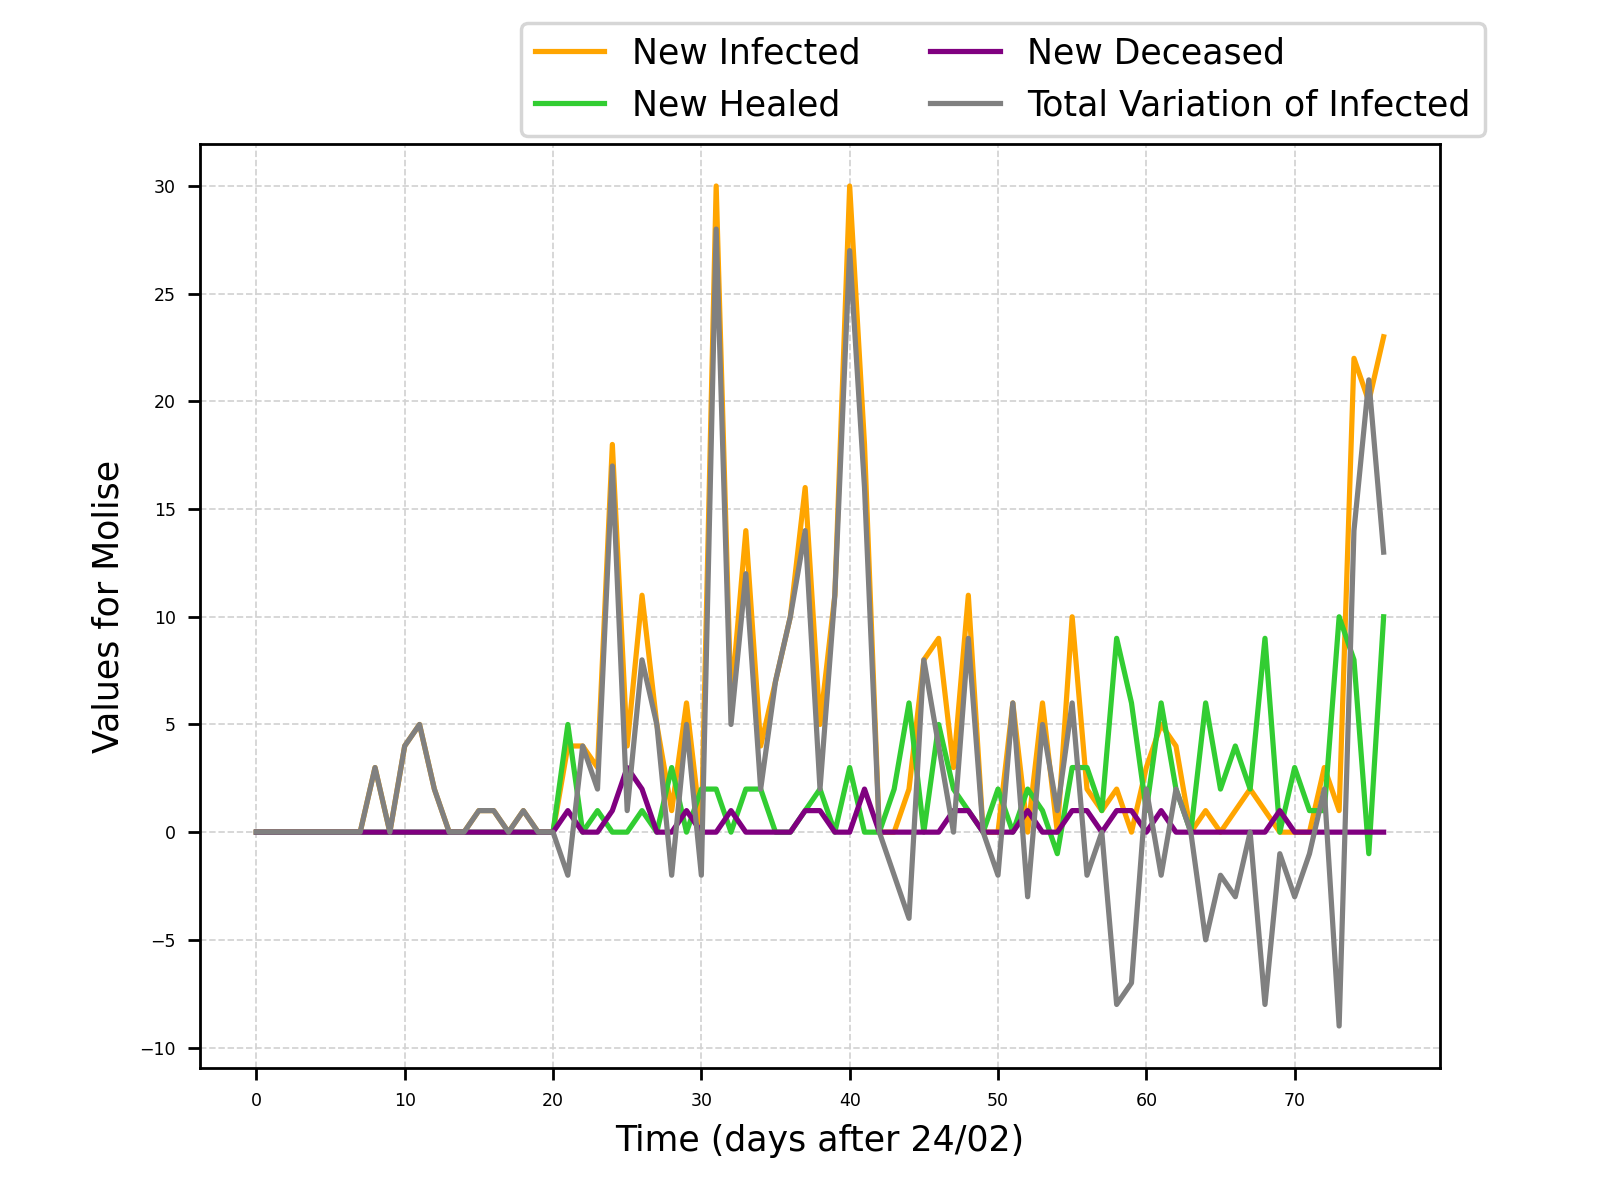 New Infected
New Deceased
New Healed
Total Variation of Infected
Values for Molise
30
25
20
15
10
5
0
−5
−10
0 10 20 30 40 50 60 70
Time (days after 24/02)